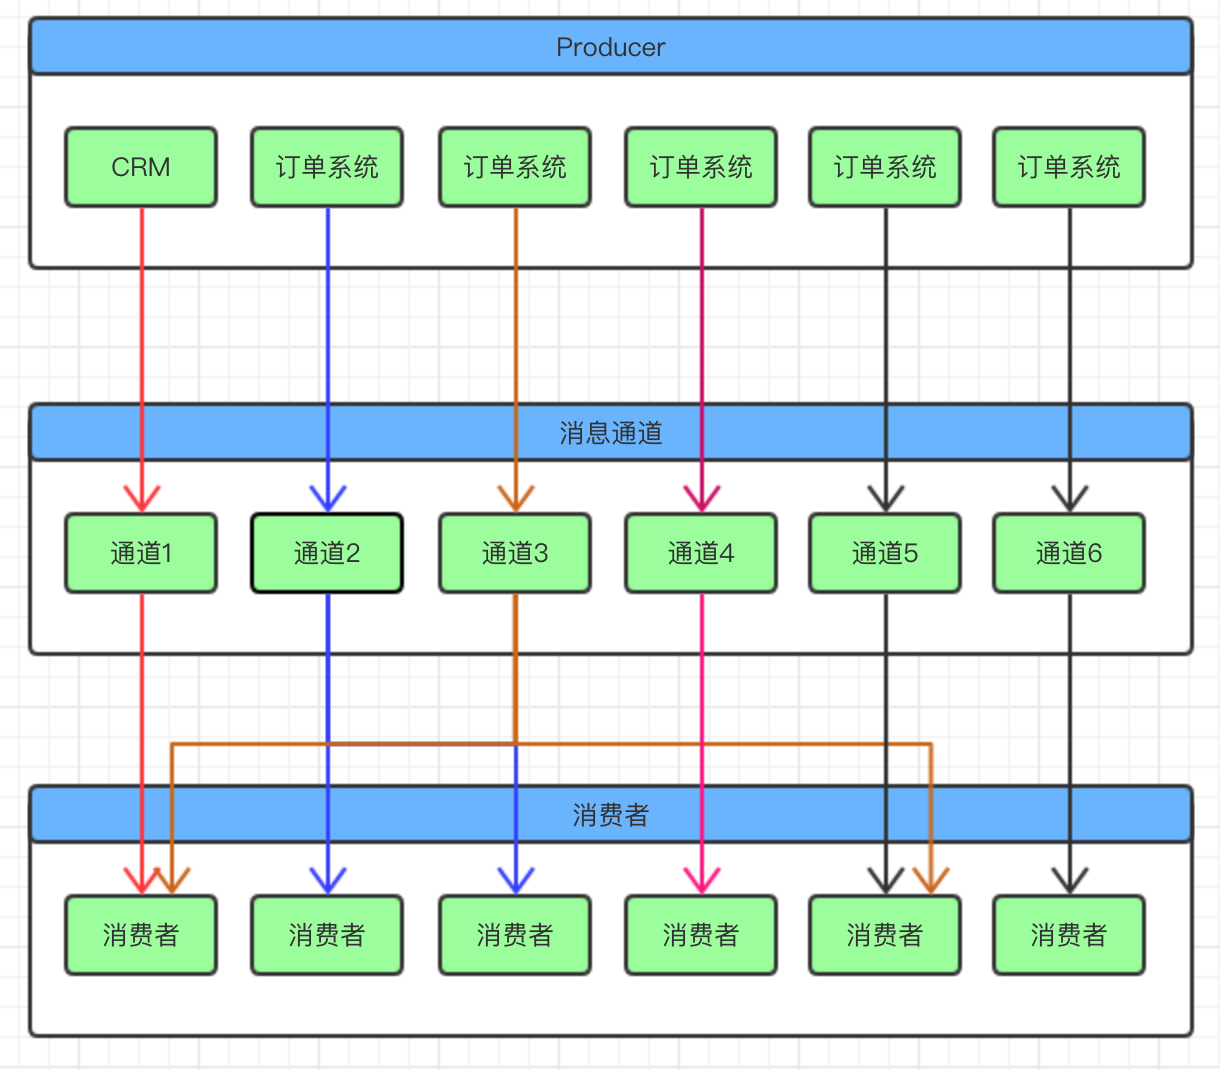 Producer
CRM
订单系统
订单系统
订单系统
订单系统
订单系统
消息通道
通道1
通道2
通道3
通道4
通道5
通道6
消费者
消费者
消费者
消费者
消费者
消费者
消费者